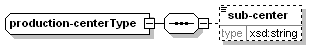 production-centerType
sub-center
type xsd:string